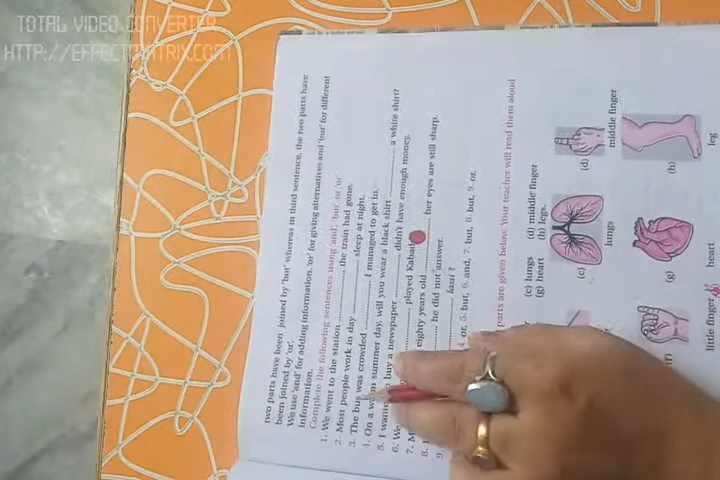 TOTAL VIDEO CONVERTER
HTTP://EFFECTMATRIX.COM
two parts have been joined by 'but' whereas in third sentence, the two parts have
been joined by 'or'.
We use 'and' for adding information, 'or' for giving alternatives and 'but' for different
information.
Complete the following sentences using 'and', 'but' or 'or'
1. We went to the station the train had gone.
2. Most people work in day sleep at night.
3. The bus was crowded I managed to get in.
4. On a summer day, will you wear a black shirt a white shirt?
5. I wanted to buy a newspaper didn't have enough money.
6. We played
7. eighty years old her eyes are still sharp.
8. he did not answer.
9. lassi ?
or, 5. but, 6. and, 7. but, 8. but, 9. or.
parts are given below. Your teacher will read them aloud
(c) lungs (d) middle finger
(g) heart (h) legs
(c) lungs
(d) middle finger
(f) little finger
(g) heart
(h) leg